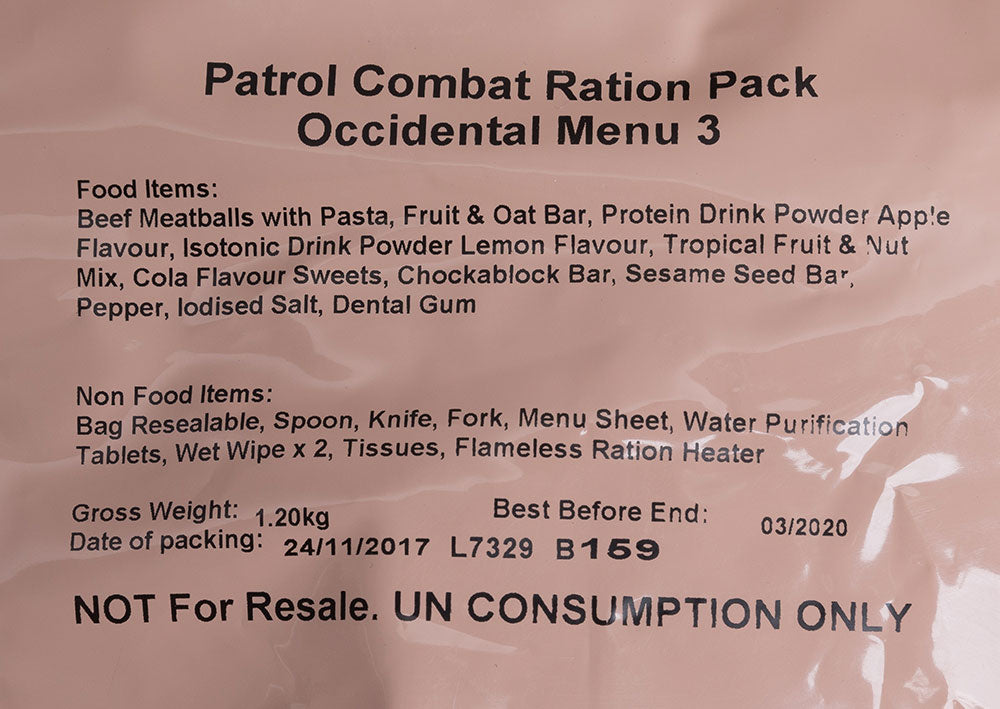 Patrol Combat Ration Pack
Occidental Menu 3
Food Items:
Beef Meatballs with Pasta, Fruit & Oat Bar, Protein Drink Powder Apple
Flavour, Isotonic Drink Powder Lemon Flavour, Tropical Fruit & Nut
Mix, Cola Flavour Sweets, Chockablock Bar, Sesame Seed Bar,
Pepper, Iodised Salt, Dental Gum
Non Food Items:
Bag Resealable, Spoon, Knife, Fork, Menu Sheet, Water Purification
Tablets, Wet Wipe x 2, Tissues, Flameless Ration Heater
Gross Weight: 1.20kg Best Before End: 03/2020
Date of packing: 24/11/2017 L7329 B159
NOT For Resale. UN CONSUMPTION ONLY